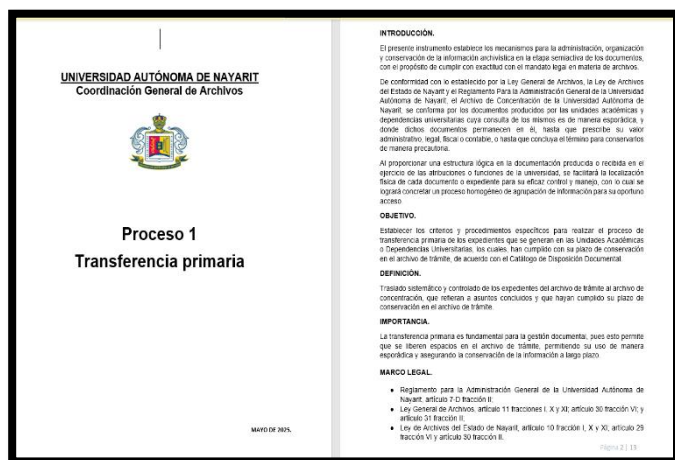 UNIVERSIDAD AUTÓNOMA DE NAYARIT
Coordinación General de Archivos
Proceso 1
Transferencia primaria
MAYO DE 2025.
INTRODUCCIÓN.
El presente instrumento establece los mecanismos para la administración, organización
y conservación de la información archivística en la etapa semiactiva de los documentos,
con el propósito de cumplir con exactitud con el mandato legal en materia de archivos.
De conformidad con lo establecido por la Ley General de Archivos, la Ley de Archivos
del Estado de Nayarit y el Reglamento Para la Administración General de la Universidad
Autónoma de Nayarit, el Archivo de Concentración de la Universidad Autónoma de
Nayarit, se conforma por los documentos producidos por las unidades académicas y
dependencias universitarias cuya consulta de los mismos es de manera esporádica, y
donde dichos documentos permanecen en él, hasta que prescribe su valor
administrativo, legal, fiscal o contable, o hasta que concluya el término para conservarlos
de manera precautoria.
Al proporcionar una estructura lógica en la documentación producida o recibida en el
ejercicio de las atribuciones o funciones de la universidad, se facilitará la localización
física de cada documento o expediente para su eficaz control y manejo, con lo cual se
logrará concretar un proceso homogéneo de agrupación de información para su oportuno
acceso.
OBJETIVO.
Establecer los criterios y procedimientos específicos para realizar el proceso de
transferencia primaria de los expedientes que se generan en las Unidades Académicas
o Dependencias Universitarias, los cuales, han cumplido con su plazo de conservación
en el archivo de trámite, de acuerdo con el Catálogo de Disposición Documental.
DEFINICIÓN.
Traslado sistemático y controlado de los expedientes del archivo de trámite al archivo de
concentración, que refieran a asuntos concluidos y que hayan cumplido su plazo de
conservación en el archivo de trámite.
IMPORTANCIA.
La transferencia primaria es fundamental para la gestión documental, pues esto permite
que se liberen espacios en el archivo de trámite, permitiendo su uso de manera
esporádica y asegurando la conservación de la información a largo plazo.
MARCO LEGAL.
• Reglamento para la Administración General de la Universidad Autónoma de
Nayarit, artículo 7-D fracción II;
• Ley General de Archivos, artículo 11 fracciones I, X y XI; artículo 30 fracción VI; y
artículo 31 fracción II;
• Ley de Archivos del Estado de Nayarit, artículo 10 fracción I, X y XI, artículo 29
fracción VI y artículo 30 fracción II.
Página 2 | 15